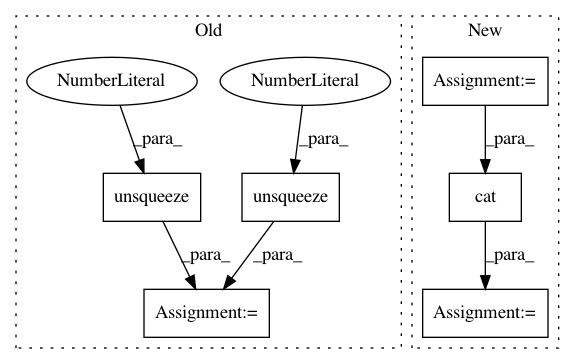 Old
New
NumberLiteral
NumberLiteral
Assignment:=
_para_
_para_
_para_
unsqueeze
unsqueeze
cat
_para_
_para_
_para_
Assignment:=
Assignment:=